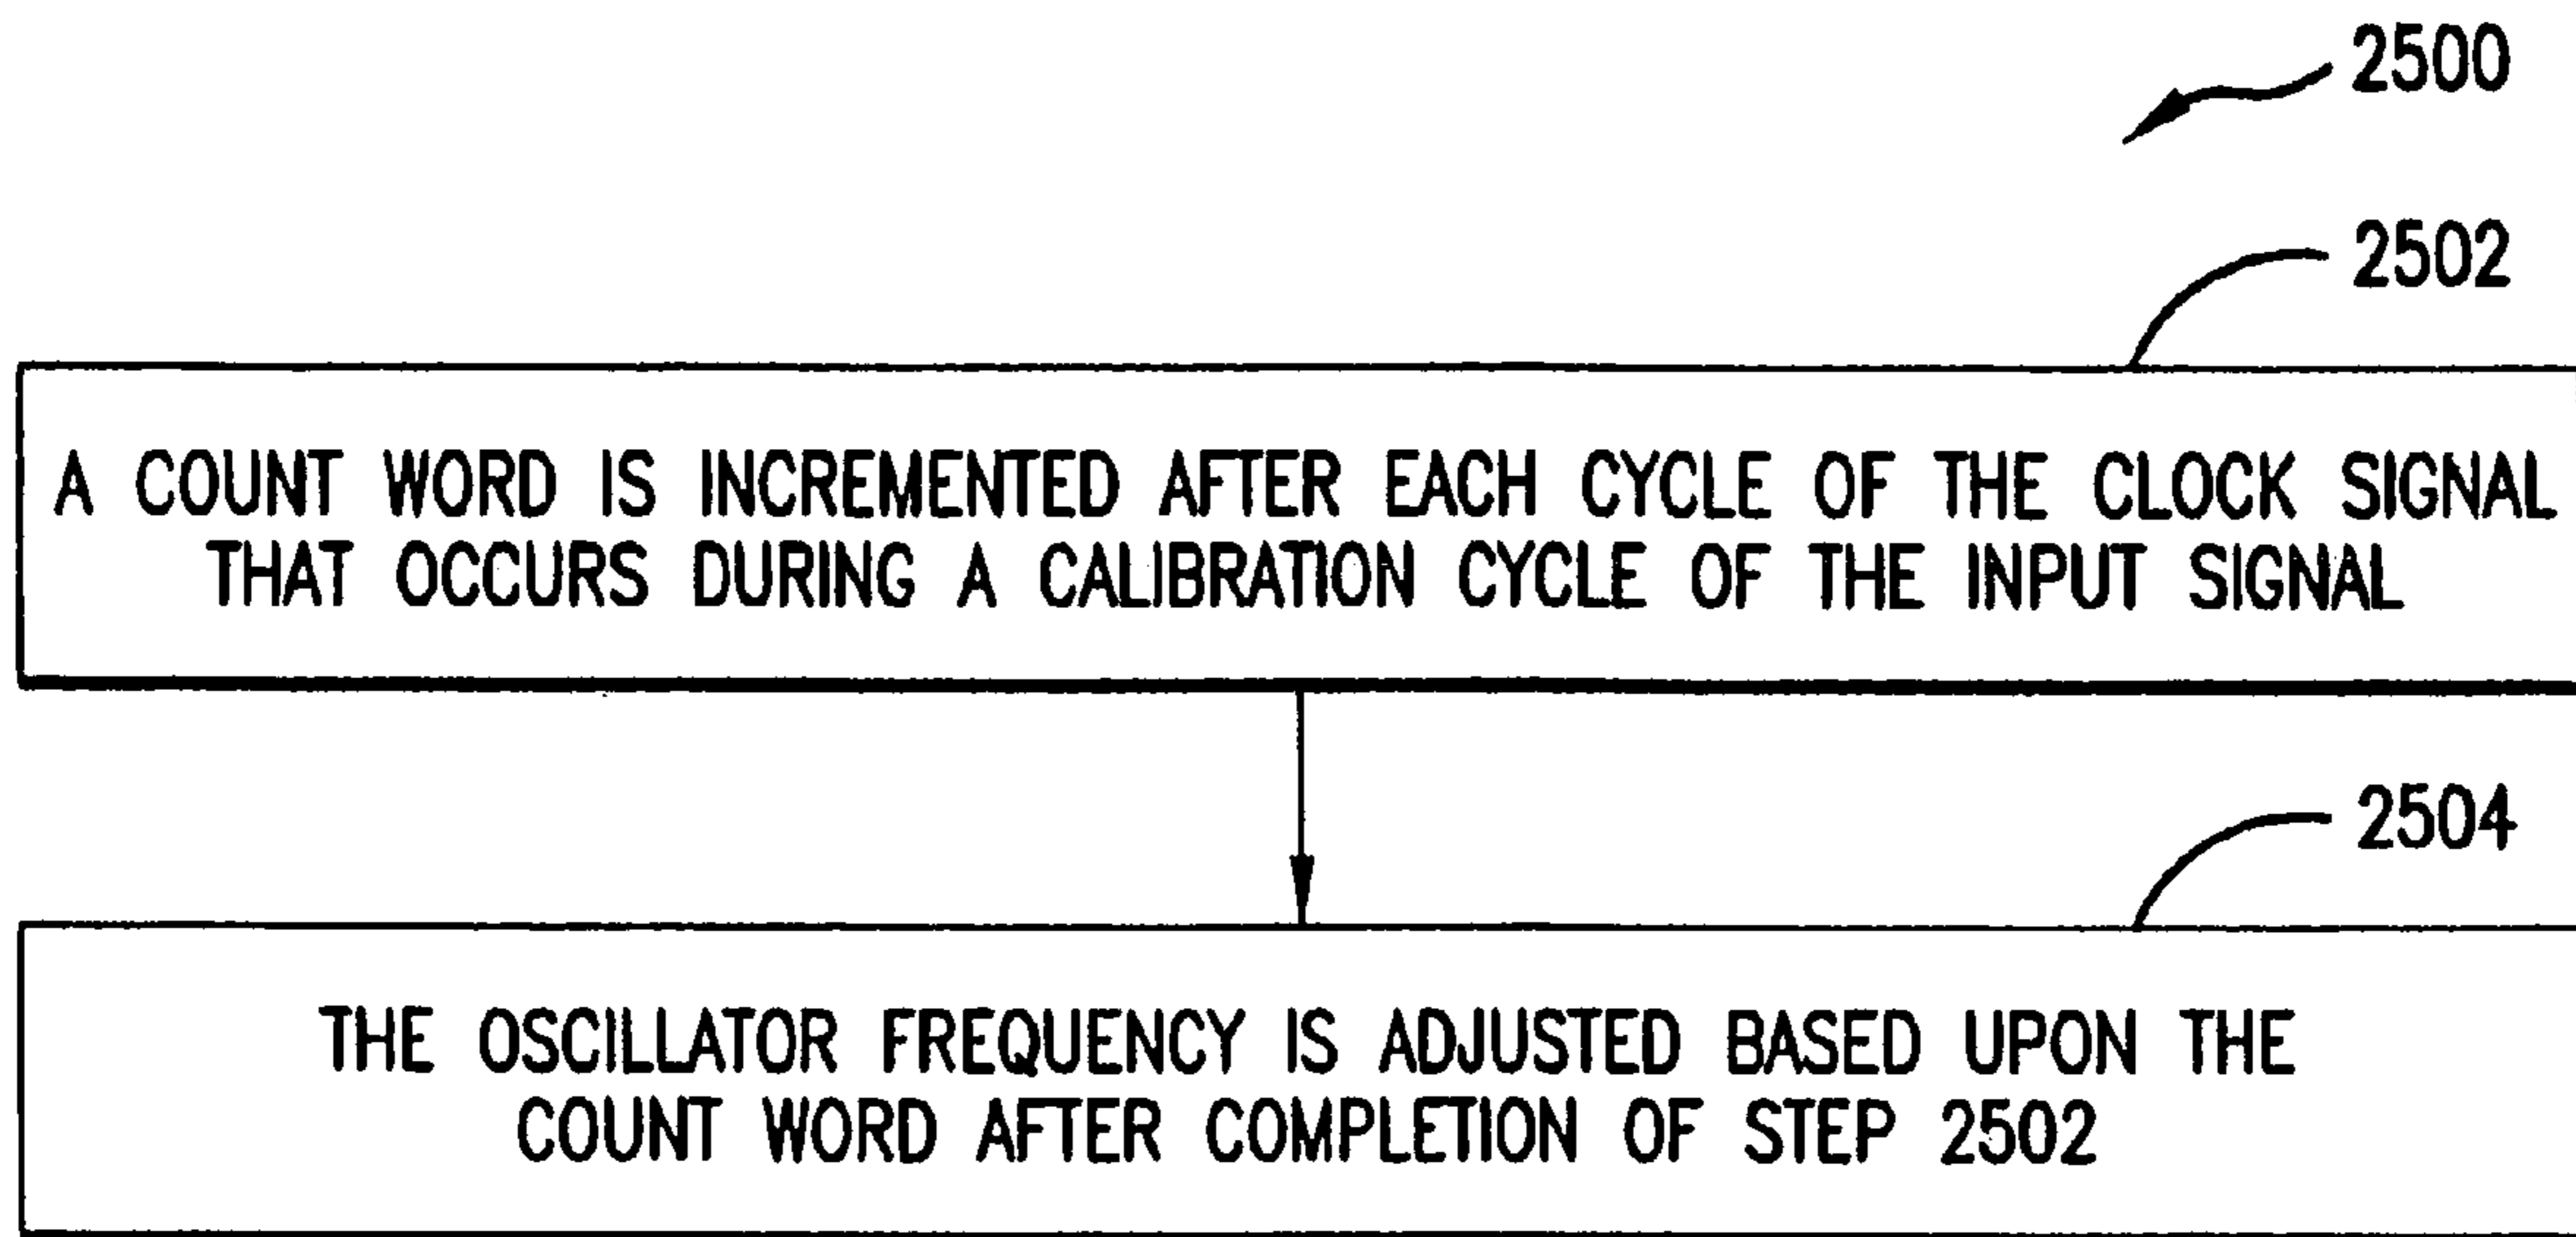 2500
2502
A COUNT WORD IS INCREMENTED AFTER EACH CYCLE OF THE CLOCK SIGNAL
THAT OCCURS DURING A CALIBRATION CYCLE OF THE INPUT SIGNAL
2504
THE OSCILLATOR FREQUENCY IS ADJUSTED BASED UPON THE
COUNT WORD AFTER COMPLETION OF STEP 2502